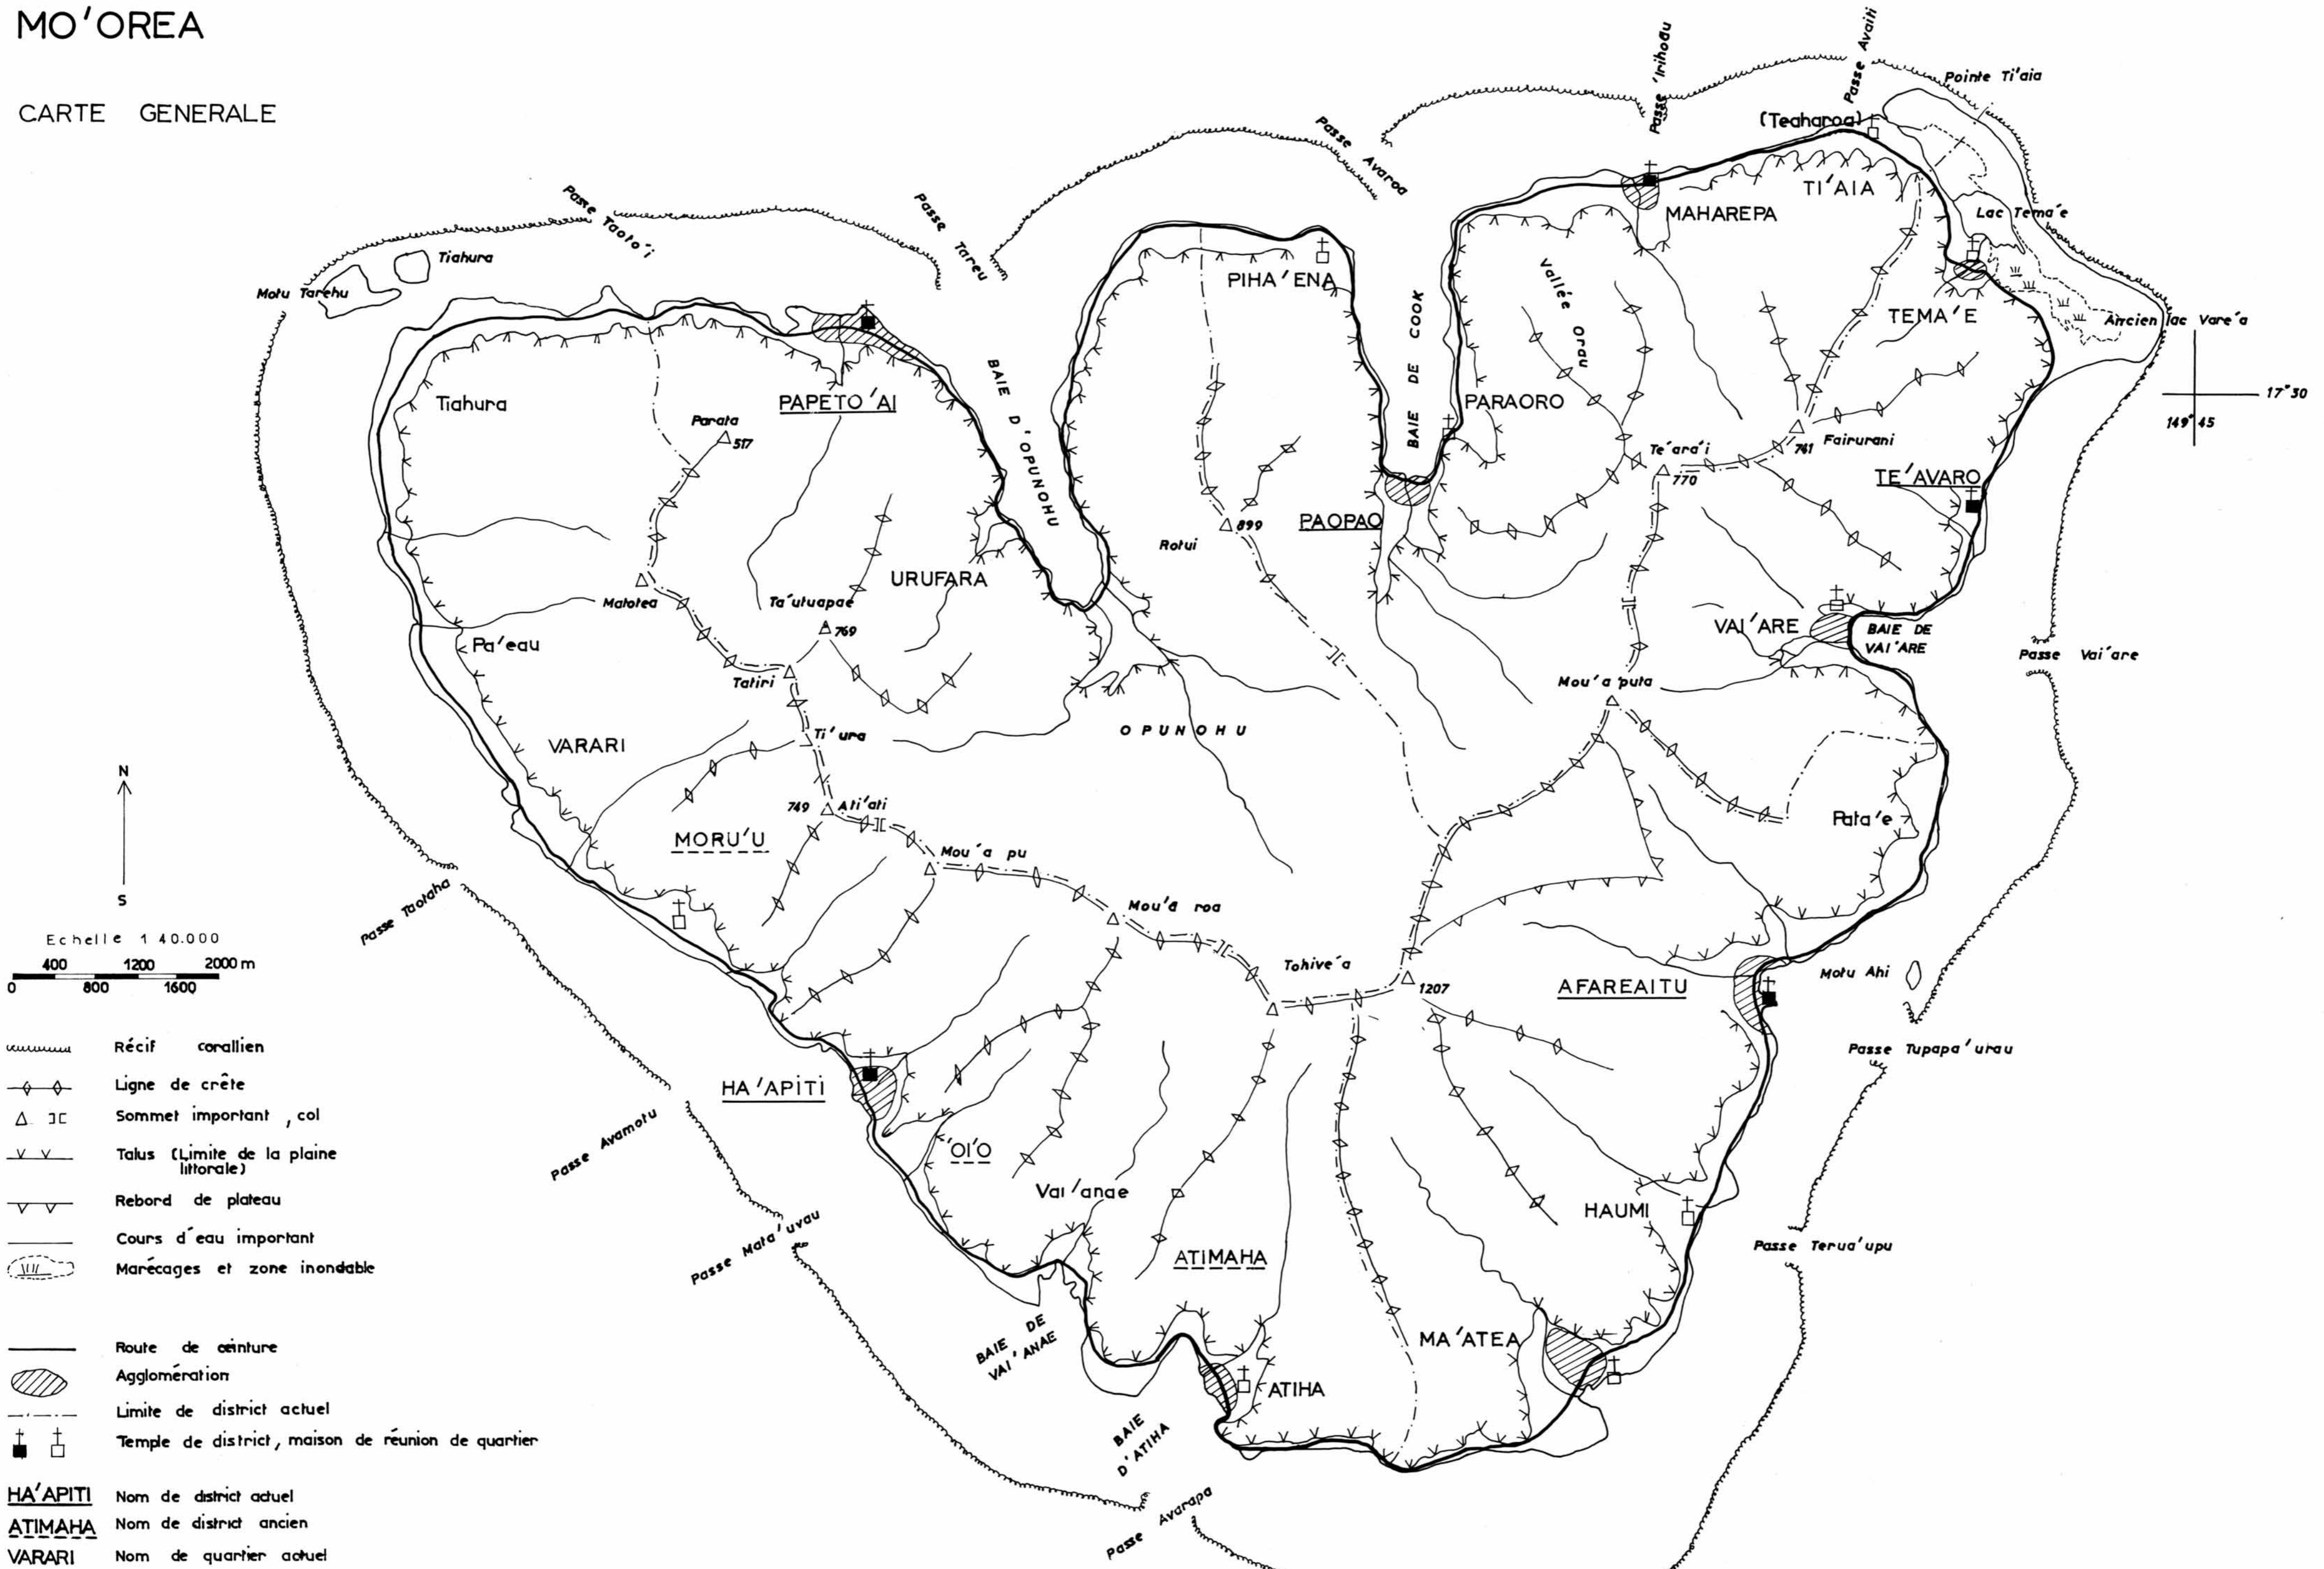 MO'OREA
CARTE GENERALE
Passe 'Irihoãu
Passe Avaiti
Pointe Ti'aia
(Teaharoa)
Passe Avaroa
TI'AIA
MAHAREPA
Lac Tema'e
Passe Taoto'i
Passe Tareu
Tiahura
Motu Tarehu
PIHA'ENA
Vallée Orau
TEMA'E
Ancien lac Vare'a
BAIE D'OPUNOHU
BAIE DE COOK
17°30
149°45
Tiahura
PAPETO'AI
PARAORO
Parata
517
Te'ara'i
770
741
Fairurani
TE'AVARO
899
Rotui
PAOPAO
URUFARA
Matotea
Ta'utuapae
769
VAI'ARE
BAIE DE
VAI'ARE
Passe Vai'are
Pa'eau
Tatiri
Mou'a puta
VARARI
Ti'ura
OPUNOHU
N
S
749
Ati'ati
MORU'U
Mou'a pu
Pata'e
Passe Taotaha
Mou'a roa
Echelle 1 40.000
400 1200 2000 m
0 800 1600
Tohive'a
1207
AFAREAITU
Motu Ahi
Passe Tupapa'urau
HA'APITI
Passe Avamotu
'OI'O
Vai'anae
HAUMI
Passe Mata'uvau
ATIMAHA
Passe Terua'upu
BAIE DE
VAI'ANAE
MA'ATEA
ATIHA
BAIE
D'ATIHA
Passe Avarapa
Récif corallien
Ligne de crête
Sommet important, col
Talus (Limite de la plaine
littorale)
Rebord de plateau
Cours d'eau important
Marécages et zone inondable
Route de ceinture
Agglomération
Limite de district actuel
Temple de district, maison de réunion de quartier
HA'APITI Nom de district actuel
ATIMAHA Nom de district ancien
VARARI Nom de quartier actuel